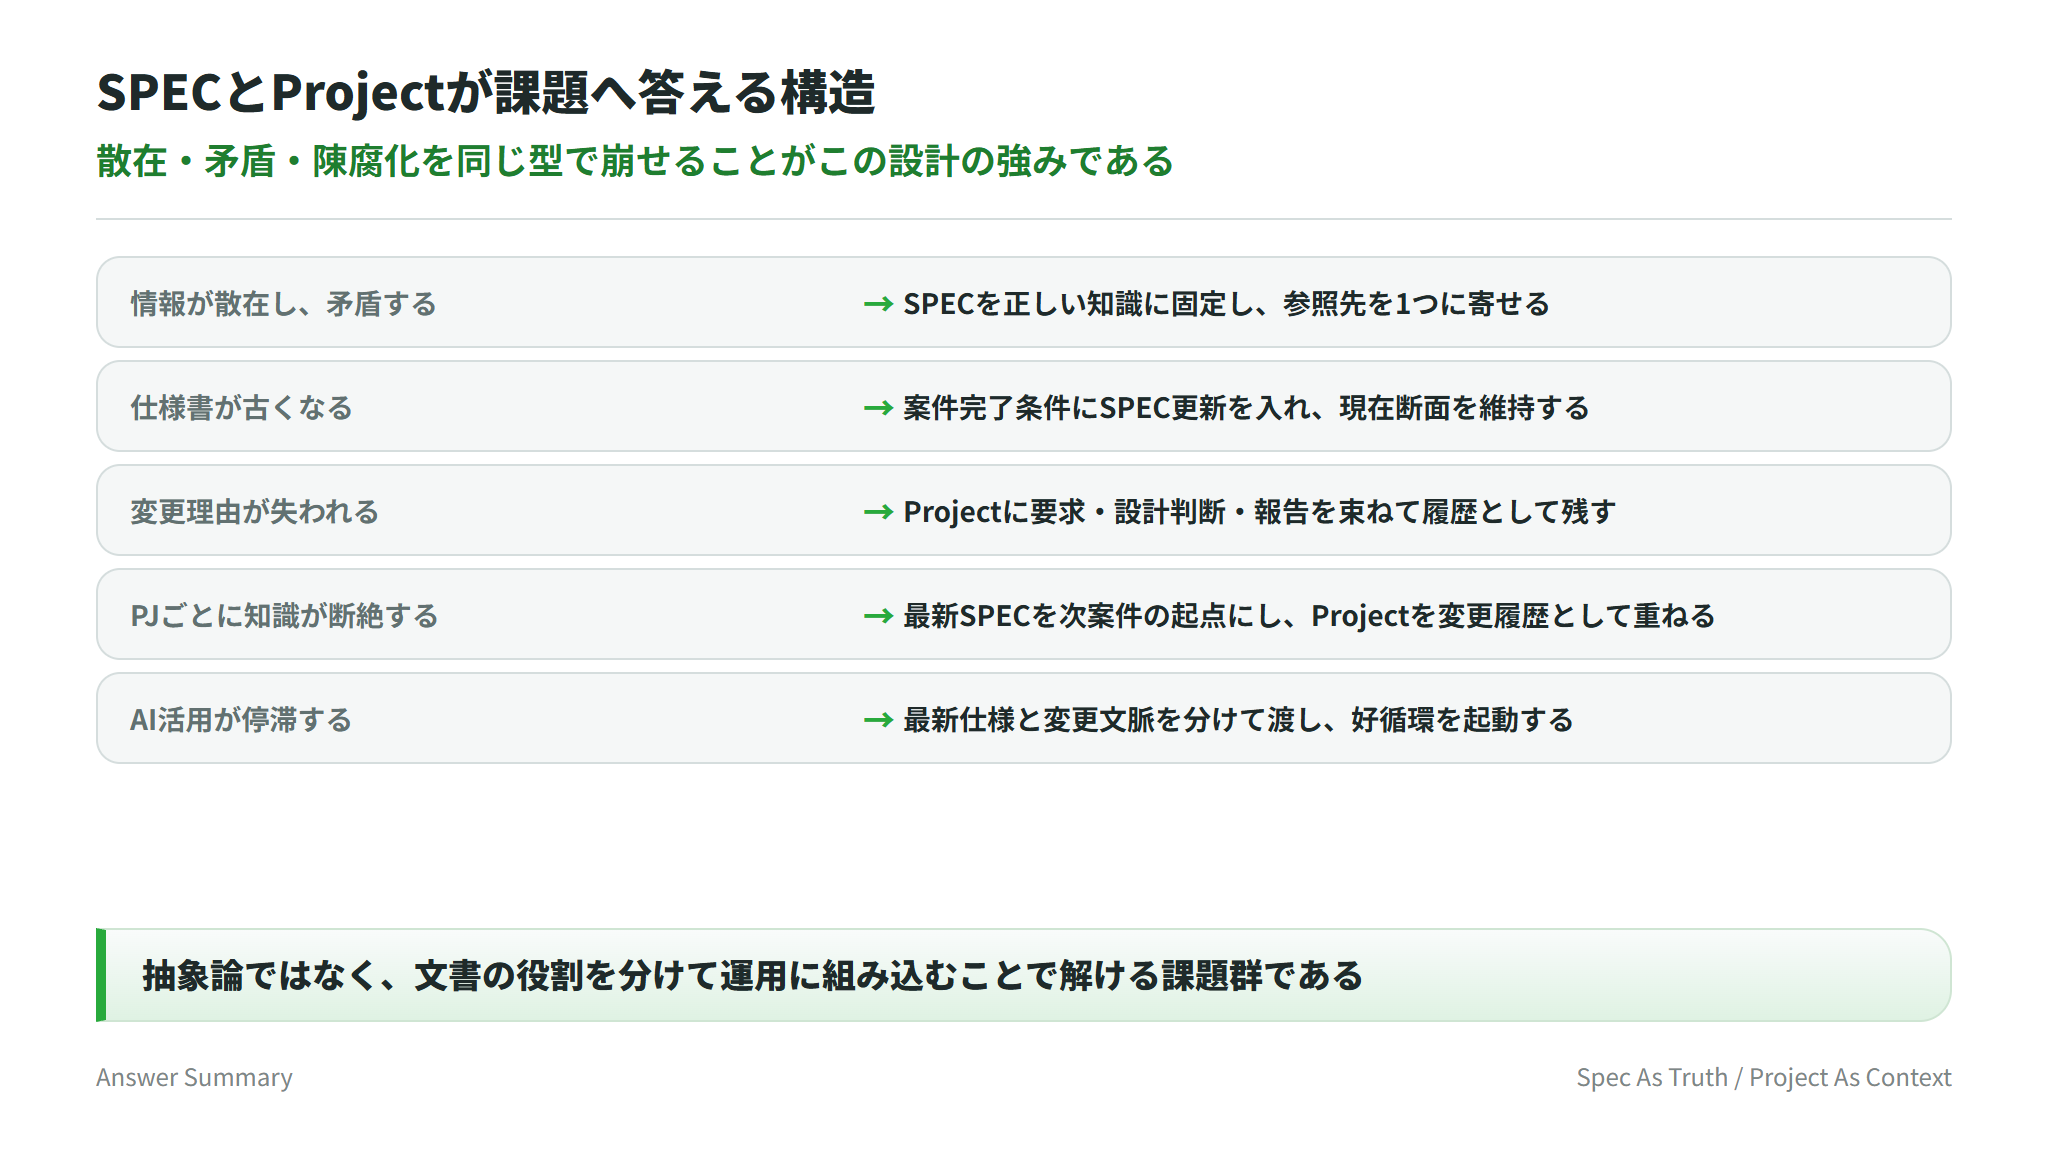 SPECとProjectが課題へ答える構造
散在・矛盾・陳腐化を同じ型で崩せることがこの設計の強みである
情報が散在し、矛盾する → SPECを正しい知識に固定し、参照先を1つに寄せる
仕様書が古くなる → 案件完了条件にSPEC更新を入れ、現在断面を維持する
変更理由が失われる → Projectに要求・設計判断・報告を束ねて履歴として残す
PJごとに知識が断絶する → 最新SPECを次案件の起点にし、Projectを変更履歴として重ねる
AI活用が停滞する → 最新仕様と変更文脈を分けて渡し、好循環を起動する
抽象論ではなく、文書の役割を分けて運用に組み込むことで解ける課題群である
Answer Summary
Spec As Truth / Project As Context